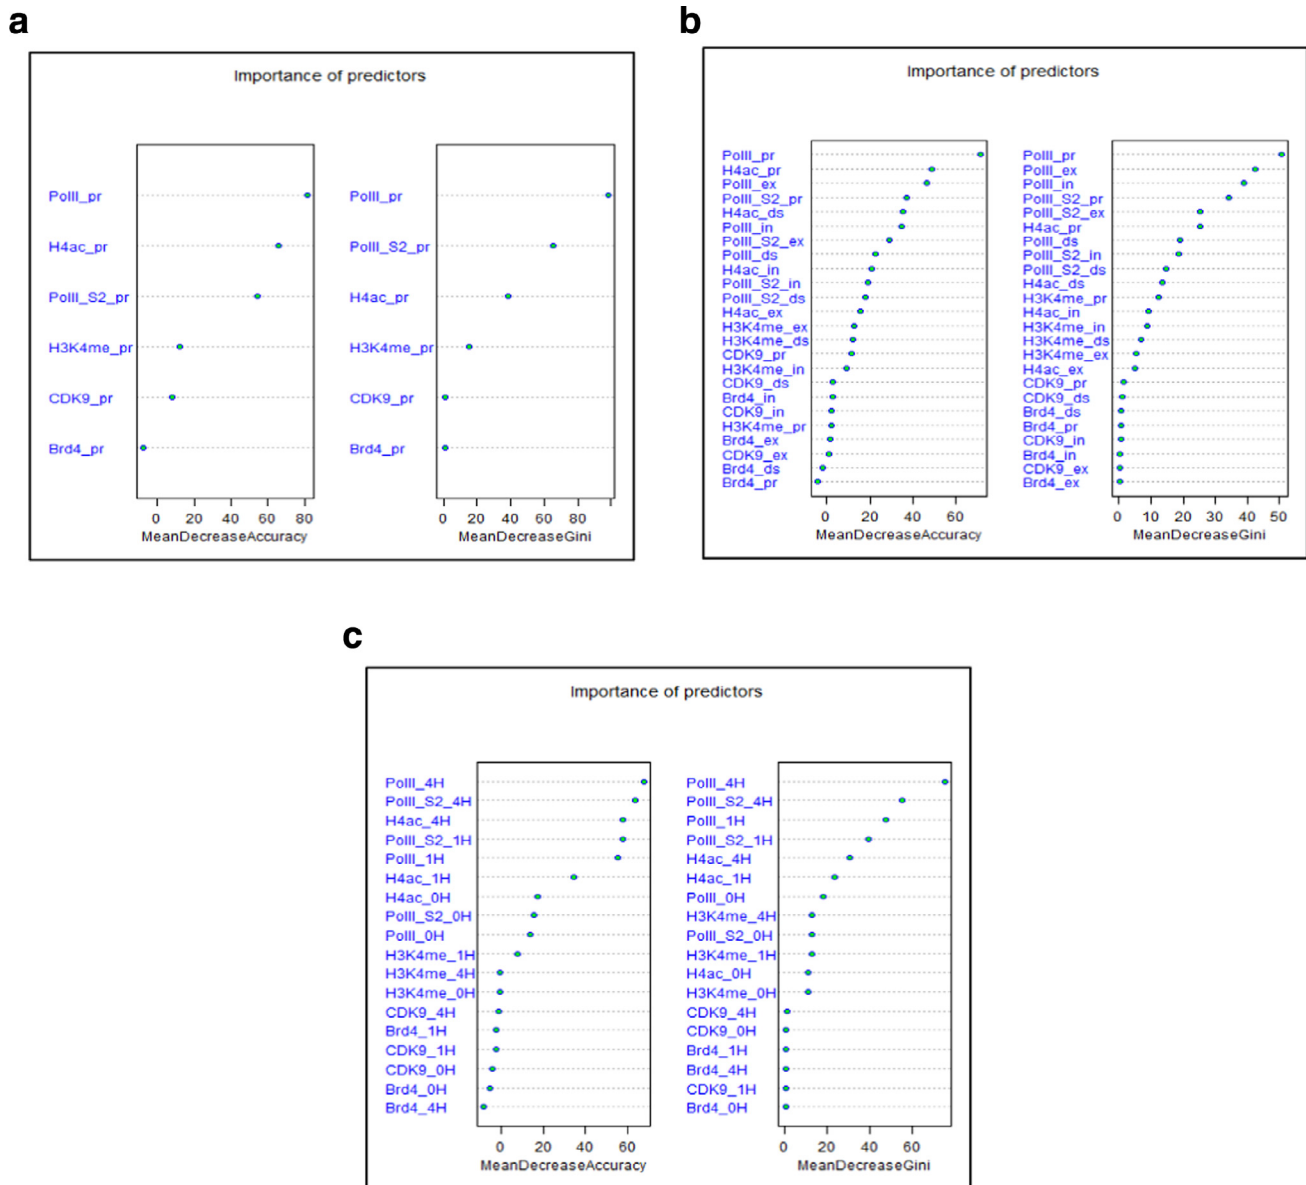 a
Importance of predictors
PolII_pr
H4ac_pr
PolII_S2_pr
H3K4me_pr
CDK9_pr
Brd4_pr
0 20 40 60 80
MeanDecreaseAccuracy
PolII_pr
PolII_S2_pr
H4ac_pr
H3K4me_pr
CDK9_pr
Brd4_pr
0 20 40 60 80
MeanDecreaseGini
b
Importance of predictors
PolII_pr
H4ac_pr
PolII_ex
PolII_S2_pr
H4ac_ds
PolII_in
PolII_S2_ex
PolII_ds
H4ac_in
PolII_S2_in
PolII_S2_ds
H4ac_ex
H3K4me_ex
H3K4me_ds
CDK9_pr
H3K4me_in
CDK9_ds
Brd4_in
CDK9_in
H3K4me_pr
Brd4_ex
CDK9_ex
Brd4_ds
Brd4_pr
0 20 40 60
MeanDecreaseAccuracy
PolII_pr
PolII_ex
PolII_in
PolII_S2_pr
PolII_S2_ex
H4ac_pr
PolII_ds
PolII_S2_in
PolII_S2_ds
H4ac_ds
H3K4me_pr
H4ac_in
H3K4me_in
H3K4me_ds
H3K4me_ex
H4ac_ex
CDK9_pr
CDK9_ds
Brd4_ds
Brd4_pr
CDK9_in
Brd4_in
CDK9_ex
Brd4_ex
0 10 20 30 40 50
MeanDecreaseGini
c
Importance of predictors
PolII_4H
PolII_S2_4H
H4ac_4H
PolII_S2_1H
PolII_1H
H4ac_1H
H4ac_0H
PolII_S2_0H
PolII_0H
H3K4me_1H
H3K4me_4H
H3K4me_0H
CDK9_4H
Brd4_1H
CDK9_1H
CDK9_0H
Brd4_0H
Brd4_4H
0 20 40 60
MeanDecreaseAccuracy
PolII_4H
PolII_S2_4H
PolII_1H
PolII_S2_1H
H4ac_4H
H4ac_1H
PolII_0H
H3K4me_4H
PolII_S2_0H
H3K4me_1H
H4ac_0H
H3K4me_0H
CDK9_4H
CDK9_0H
Brd4_1H
Brd4_4H
CDK9_1H
Brd4_0H
0 20 40 60
MeanDecreaseGini